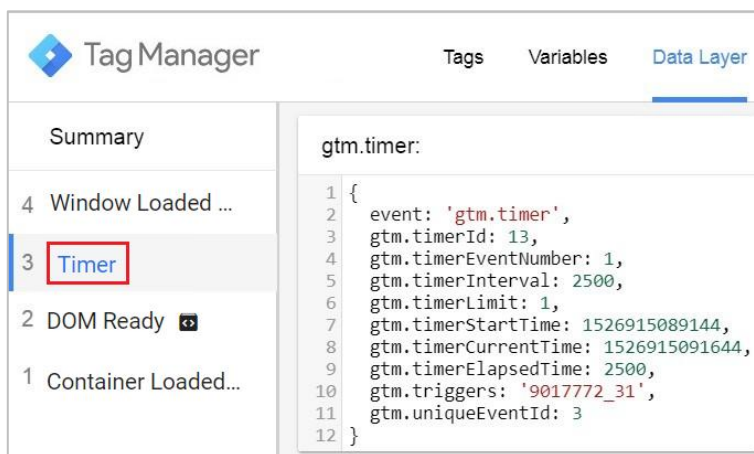 Tag Manager
Tags Variables Data Layer
Summary
4 Window Loaded ...
3 Timer
2 DOM Ready
1 Container Loaded...
gtm.timer:
1 {
2 event: 'gtm.timer',
3 gtm.timerId: 13,
4 gtm.timerEventNumber: 1,
5 gtm.timerInterval: 2500,
6 gtm.timerLimit: 1,
7 gtm.timerStartTime: 1526915089144,
8 gtm.timerCurrentTime: 1526915091644,
9 gtm.timerElapsedTime: 2500,
10 gtm.triggers: '9017772_31',
11 gtm.uniqueEventId: 3
12 }